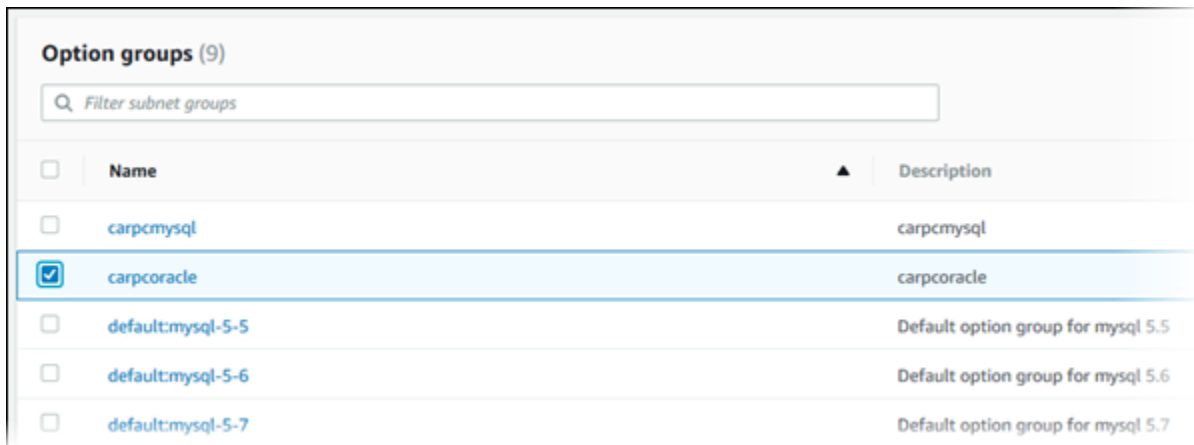 Option groups (9)
Filter subnet groups
Name Description
carpcmysql carpcmysql
carpcoracle carpcoracle
default:mysql-5-5 Default option group for mysql 5.5
default:mysql-5-6 Default option group for mysql 5.6
default:mysql-5-7 Default option group for mysql 5.7